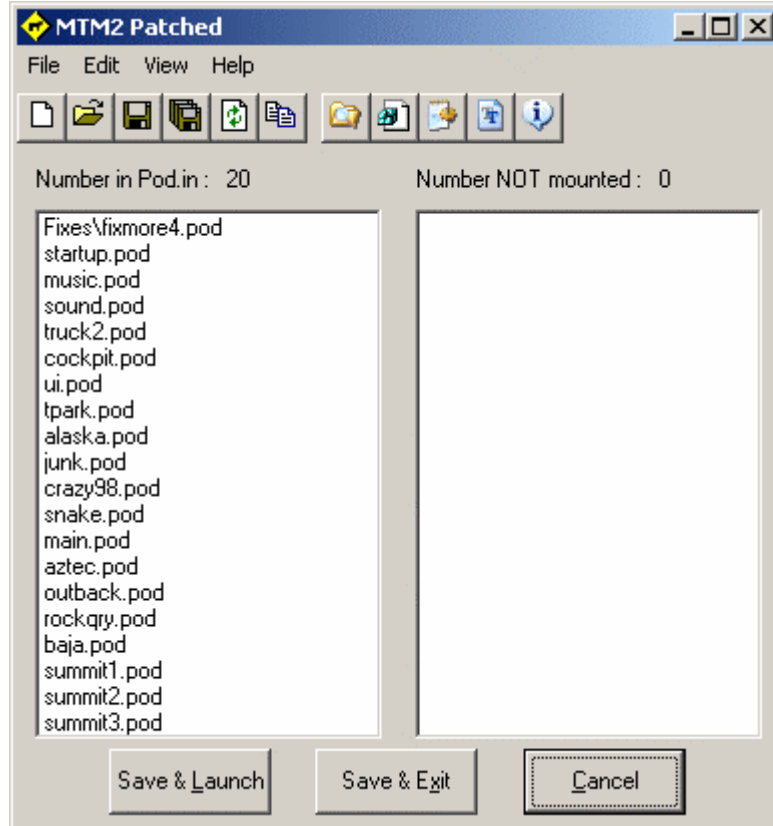 MTM2 Patched
File Edit View Help
Number in Pod.in : 20 Number NOT mounted : 0
Fixes\fixmore4.pod
startup.pod
music.pod
sound.pod
truck2.pod
cockpit.pod
ui.pod
tpark.pod
alaska.pod
junk.pod
crazy98.pod
snake.pod
main.pod
aztec.pod
outback.pod
rockqry.pod
baja.pod
summit1.pod
summit2.pod
summit3.pod
Save & Launch Save & Exit Cancel